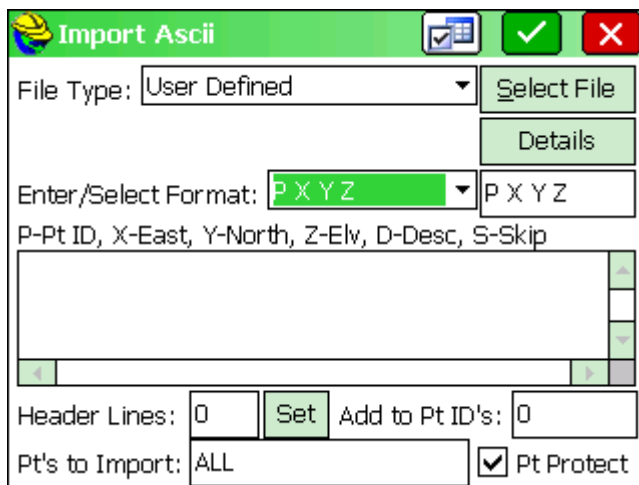 Import Ascii
File Type: User Defined Select File
Details
Enter/Select Format: P X Y Z P X Y Z
P-Pt ID, X-East, Y-North, Z-Elv, D-Desc, S-Skip
Header Lines: 0 Set Add to Pt ID's: 0
Pt's to Import: ALL Pt Protect